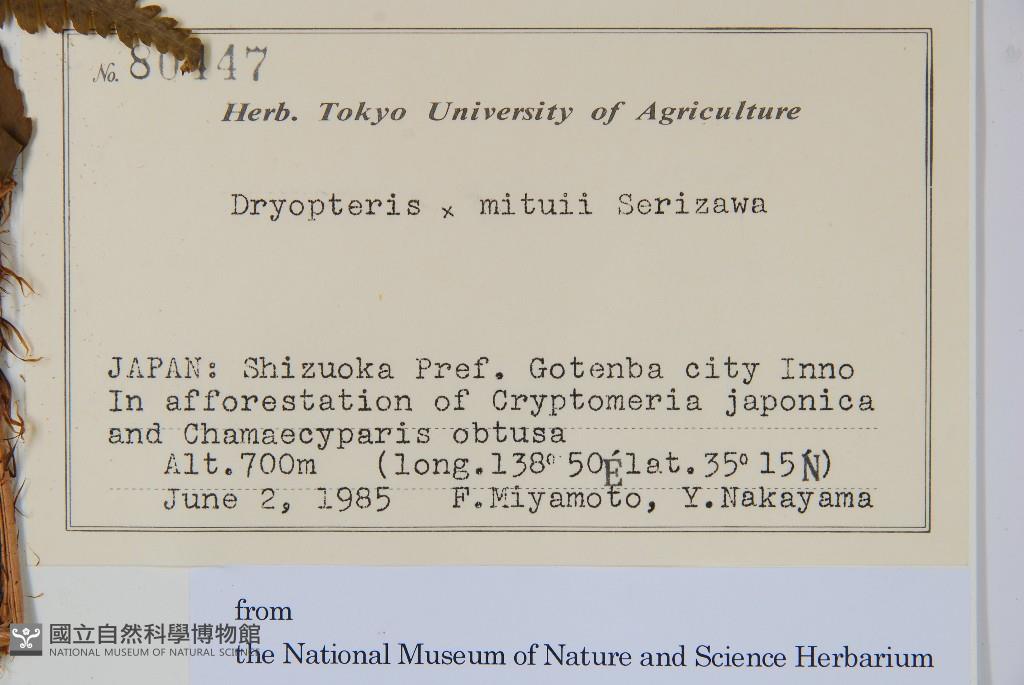 No. 80447
Herb. Tokyo University of Agriculture
Dryopteris x mituii Serizawa
JAPAN: Shizuoka Pref. Gotenba city Inno
In afforestation of Cryptomeria japonica
and Chamaecyparis obtusa
Alt.700m (long.138° 50′E lat.35° 15′N)
June 2, 1985 F.Miyamoto, Y.Nakayama
from
the National Museum of Nature and Science Herbarium
國立自然科學博物館
NATIONAL MUSEUM OF NATURAL SCIENCE